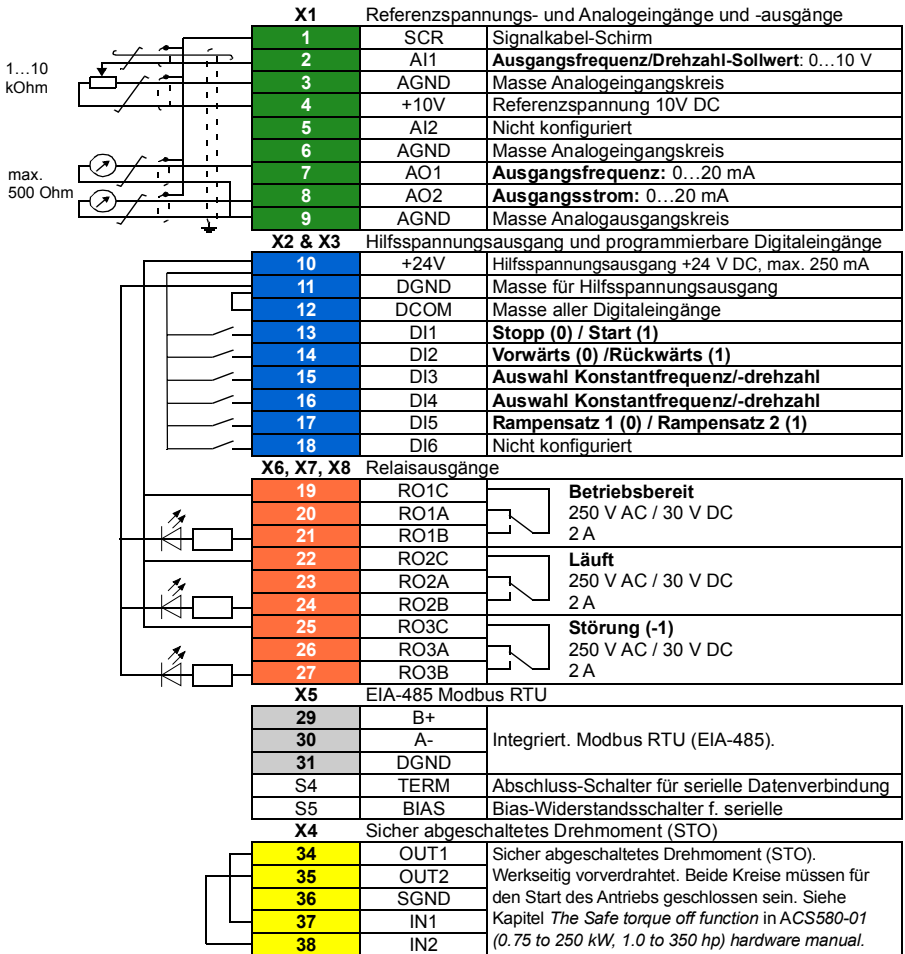 X1 Referenzspannungs- und Analogeingänge und -ausgänge
1 SCR Signalkabel-Schirm
2 AI1 Ausgangsfrequenz/Drehzahl-Sollwert: 0...10 V
1...10
kOhm
3 AGND Masse Analogeingangskreis
4 +10V Referenzspannung 10V DC
5 AI2 Nicht konfiguriert
6 AGND Masse Analogeingangskreis
7 AO1 Ausgangsfrequenz: 0...20 mA
max.
500 Ohm
8 AO2 Ausgangsstrom: 0...20 mA
9 AGND Masse Analogausgangskreis
X2 & X3 Hilfsspannungsausgang und programmierbare Digitaleingänge
10 +24V Hilfsspannungsausgang +24 V DC, max. 250 mA
11 DGND Masse für Hilfsspannungsausgang
12 DCOM Masse aller Digitaleingänge
13 DI1 Stopp (0) / Start (1)
14 DI2 Vorwärts (0) /Rückwärts (1)
15 DI3 Auswahl Konstantfrequenz/-drehzahl
16 DI4 Auswahl Konstantfrequenz/-drehzahl
17 DI5 Rampensatz 1 (0) / Rampensatz 2 (1)
18 DI6 Nicht konfiguriert
X6, X7, X8 Relaisausgänge
19 RO1C Betriebsbereit
20 RO1A 250 V AC / 30 V DC
21 RO1B 2 A
22 RO2C Läuft
23 RO2A 250 V AC / 30 V DC
24 RO2B 2 A
25 RO3C Störung (-1)
26 RO3A 250 V AC / 30 V DC
27 RO3B 2 A
X5 EIA-485 Modbus RTU
29 B+
30 A- Integriert. Modbus RTU (EIA-485).
31 DGND
S4 TERM Abschluss-Schalter für serielle Datenverbindung
S5 BIAS Bias-Widerstandsschalter f. serielle
X4 Sicher abgeschaltetes Drehmoment (STO)
34 OUT1 Sicher abgeschaltetes Drehmoment (STO).
35 OUT2 Werkseitig vorverdrahtet. Beide Kreise müssen für
36 SGND den Start des Antriebs geschlossen sein. Siehe
37 IN1 Kapitel The Safe torque off function in ACS580-01
38 IN2 (0.75 to 250 kW, 1.0 to 350 hp) hardware manual.